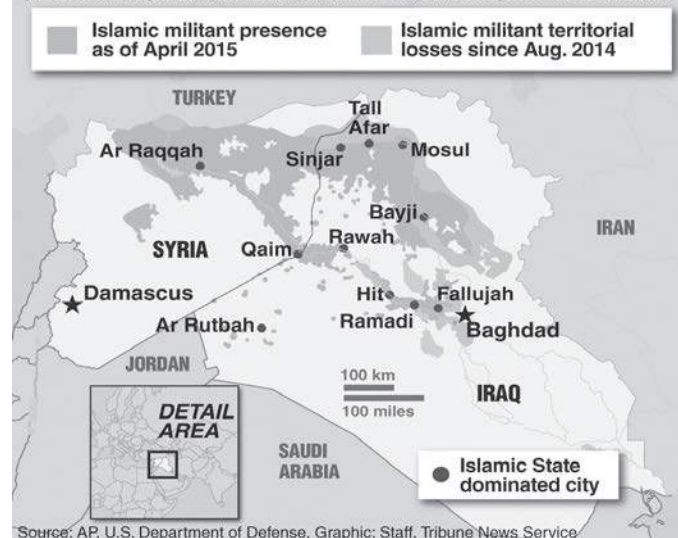 Islamic militant presence
as of April 2015
Islamic militant territorial
losses since Aug. 2014
TURKEY
Tall
Afar
Ar Raqqah
Sinjar
Mosul
Bayji
IRAN
SYRIA
Qaim
Rawah
Damascus
Hit
Fallujah
Ar Rutbah
Ramadi
Baghdad
JORDAN
100 km
100 miles
IRAQ
DETAIL
AREA
SAUDI
ARABIA
Islamic State
dominated city
Source: AP, U.S. Department of Defense, Graphic: Staff, Tribune News Service